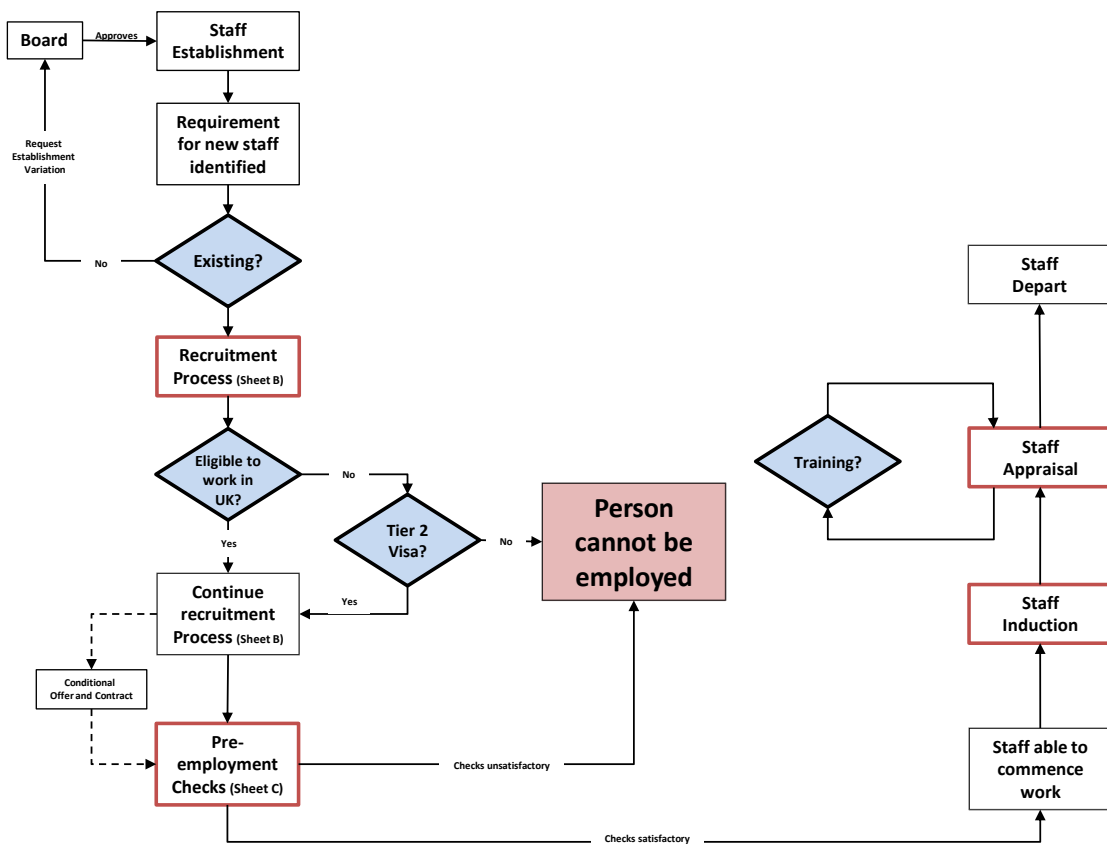 Board
Approves
Staff
Establishment
Requirement
for new staff
identified
Request
Establishment
Variation
No
Existing?
Recruitment
Process (Sheet B)
Eligible to
work in
UK?
No
Tier 2
Visa?
No
Person
cannot be
employed
Yes
Yes
Continue
recruitment
Process (Sheet B)
Conditional
Offer and Contract
Pre-
employment
Checks (Sheet C)
Checks unsatisfactory
Checks satisfactory
Staff able to
commence
work
Staff
Induction
Staff
Appraisal
Training?
Staff
Depart